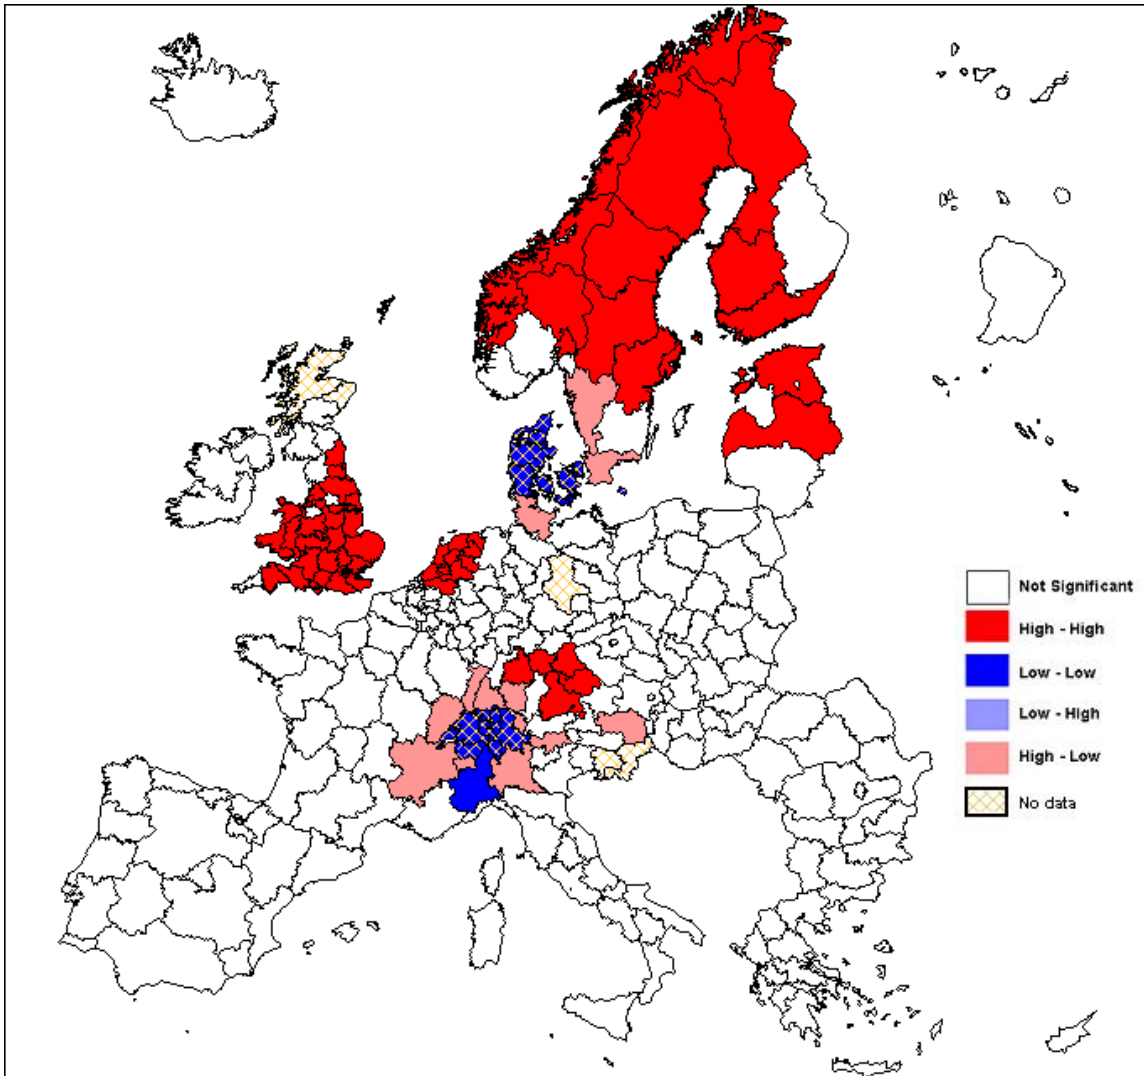 Not Significant
High - High
Low - Low
Low - High
High - Low
No data